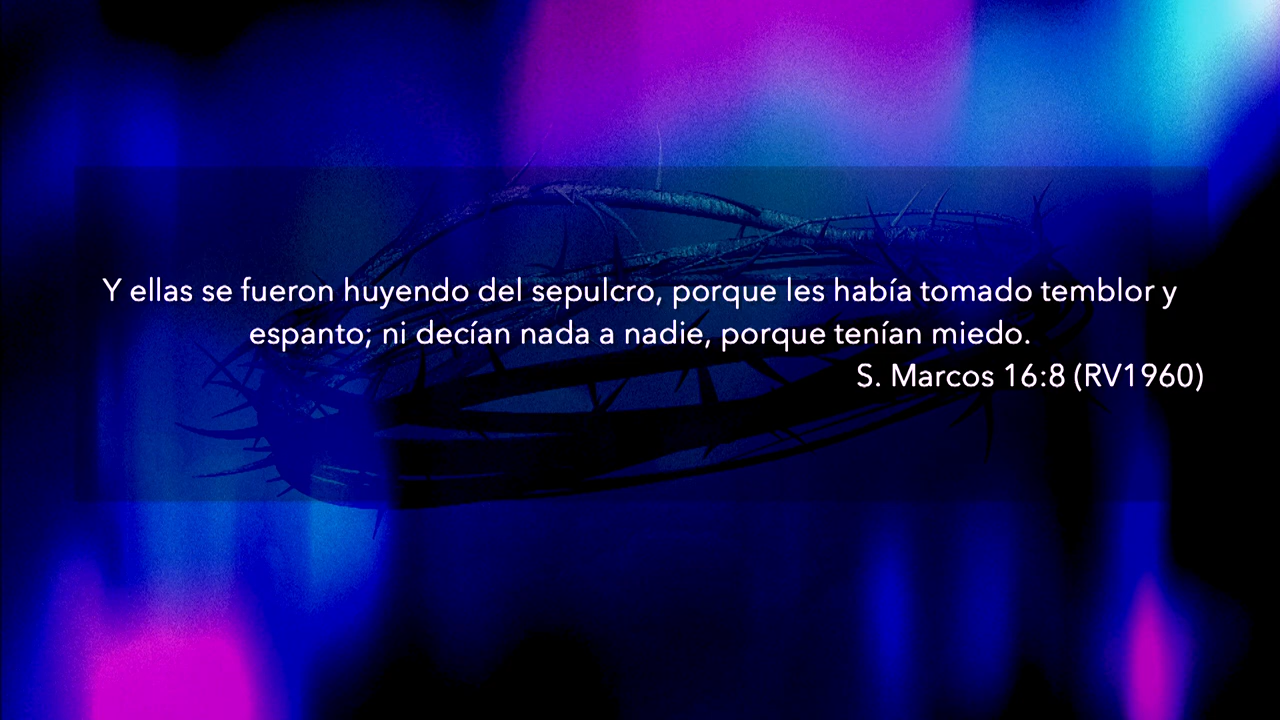 Y ellas se fueron huyendo del sepulcro, porque les había tomado temblor y
espanto; ni decían nada a nadie, porque tenían miedo.
S. Marcos 16:8 (RV1960)